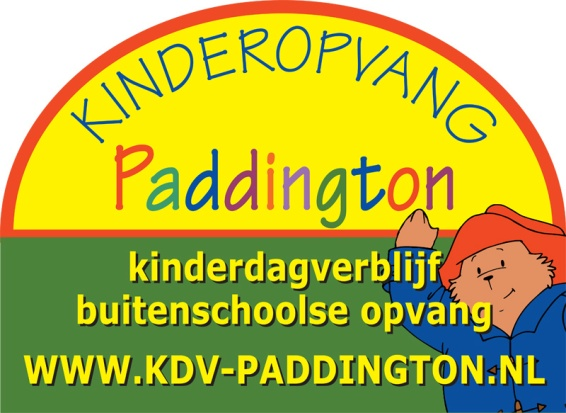 KINDEROPVANG
Paddington
kinderdagverblijf
buitenschoolse opvang
WWW.KDV-PADDINGTON.NL